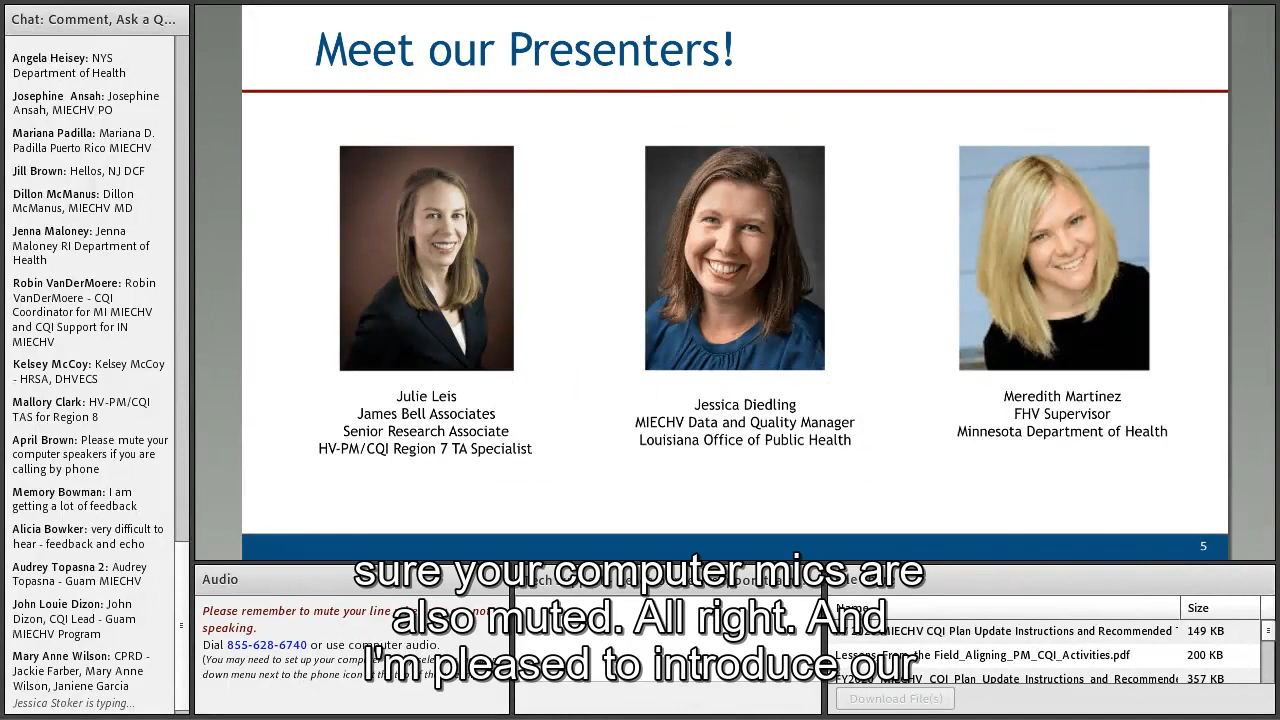 Chat: Comment, Ask a Q...
Angela Heisey: NYS
Department of Health
Josephine Ansah: Josephine
Ansah, MIECHV PO
Mariana Padilla: Mariana D.
Padilla Puerto Rico MIECHV
Jill Brown: Hellos, NJ DCF
Dillon McManus: Dillon
McManus, MIECHV MD
Jenna Maloney: Jenna
Maloney RI Department of
Health
Robin VanDerMoere: Robin
VanDerMoere - CQI
Coordinator for MI MIECHV
and CQI Support for IN
MIECHV
Kelsey McCoy: Kelsey McCoy
- HRSA, DHVECS
Mallory Clark: HV-PM/CQI
TAS for Region 8
April Brown: Please mute your
computer speakers if you are
calling by phone
Memory Bowman: I am
getting a lot of feedback
Alicia Bowker: very difficult to
hear - feedback and echo
Audrey Topasna 2: Audrey
Topasna - Guam MIECHV
John Louie Dizon: John
Dizon, CQI Lead - Guam
MIECHV Program
Mary Anne Wilson: CPRD -
Jackie Farber, Mary Anne
Wilson, Janiene Garcia
Jessica Stoker is typing...
Meet our Presenters!
Julie Leis
James Bell Associates
Senior Research Associate
HV-PM/CQI Region 7 TA Specialist
Jessica Diedling
MIECHV Data and Quality Manager
Louisiana Office of Public Health
Meredith Martinez
FHV Supervisor
Minnesota Department of Health
5
sure your computer mics are
also muted. All right. And
I'm pleased to introduce our
Audio
Please remember to mute your line
speaking.
Dial 855-628-6740 or use computer audio.
(You may need to set up your
down menu next to the phone icon
Name Size
MIECHV CQI Plan Update Instructions and Recommended 149 KB
Lessons_From_the Field_Aligning_PM_CQI_Activities.pdf 200 KB
FY2020 MIECHV CQI Plan Update Instructions and Recommende 357 KB
Download File(s)